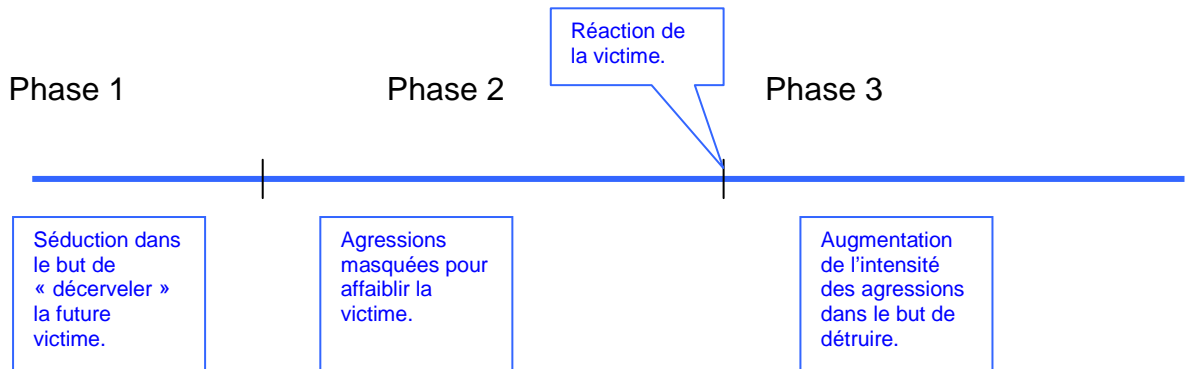 Réaction de
la victime.
Phase 1
Phase 2
Phase 3
Séduction dans
le but de
« décerveler »
la future
victime.
Agressions
masquées pour
affaiblir la
victime.
Augmentation
de l’intensité
des agressions
dans le but de
détruire.